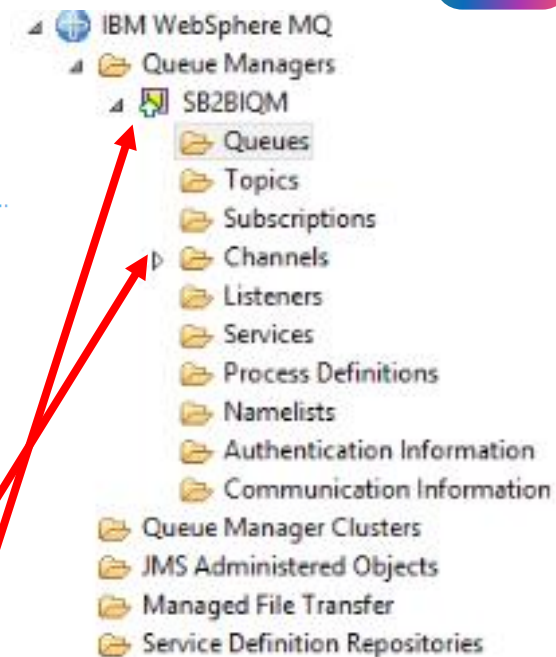 IBM WebSphere MQ
Queue Managers
SB2BIQM
Queues
Topics
Subscriptions
Channels
Listeners
Services
Process Definitions
Namelists
Authentication Information
Communication Information
Queue Manager Clusters
JMS Administered Objects
Managed File Transfer
Service Definition Repositories